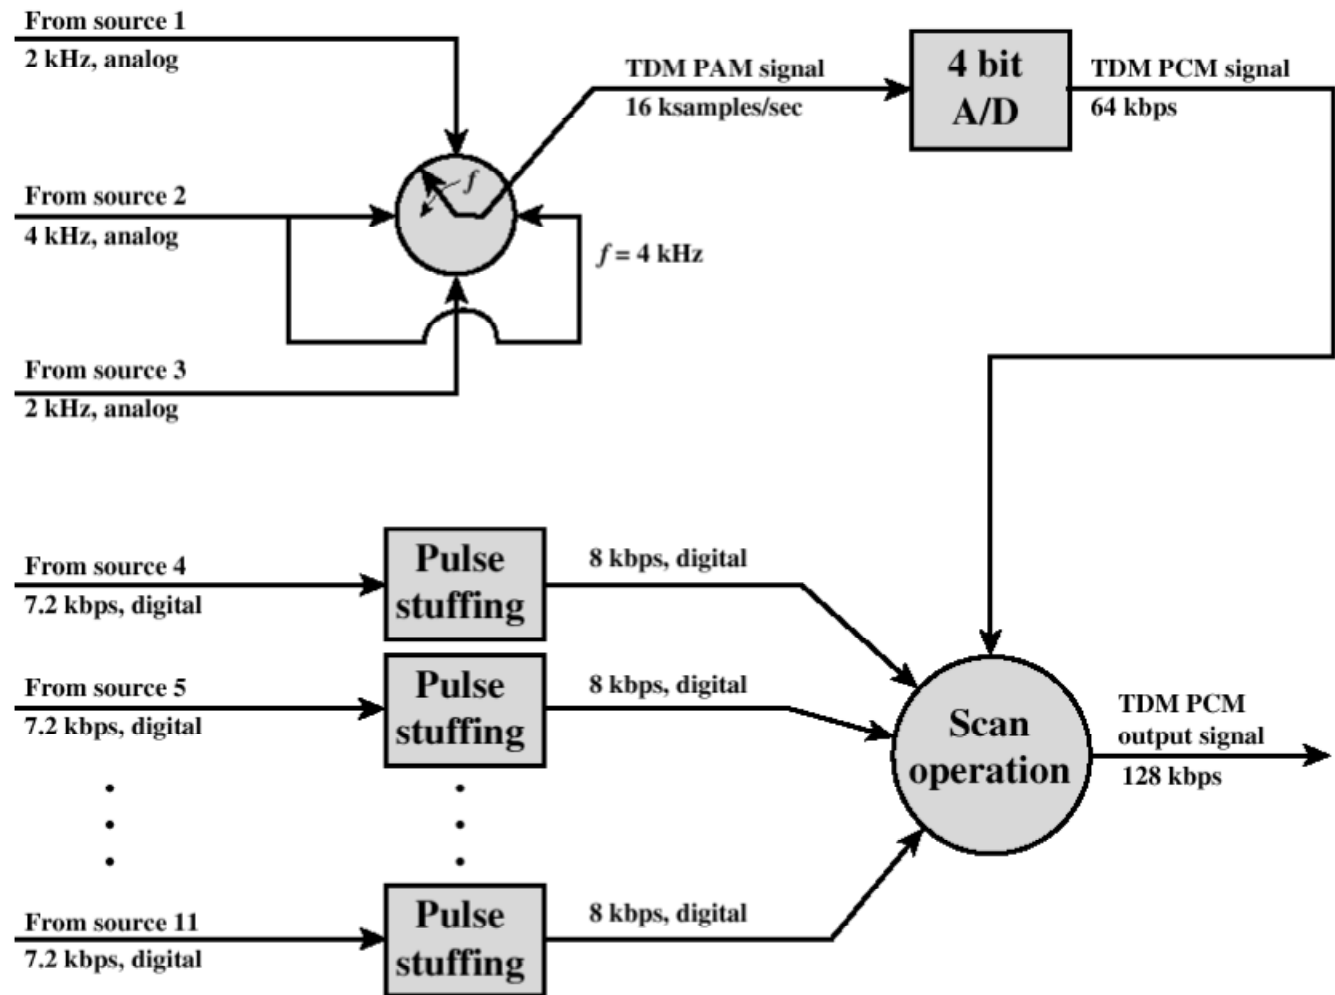 From source 1
2 kHz, analog
TDM PAM signal
16 ksamples/sec
4 bit
A/D
TDM PCM signal
64 kbps
From source 2
4 kHz, analog
f
f = 4 kHz
From source 3
2 kHz, analog
From source 4
7.2 kbps, digital
Pulse
stuffing
8 kbps, digital
From source 5
7.2 kbps, digital
Pulse
stuffing
8 kbps, digital
Scan
operation
TDM PCM
output signal
128 kbps
From source 11
7.2 kbps, digital
Pulse
stuffing
8 kbps, digital